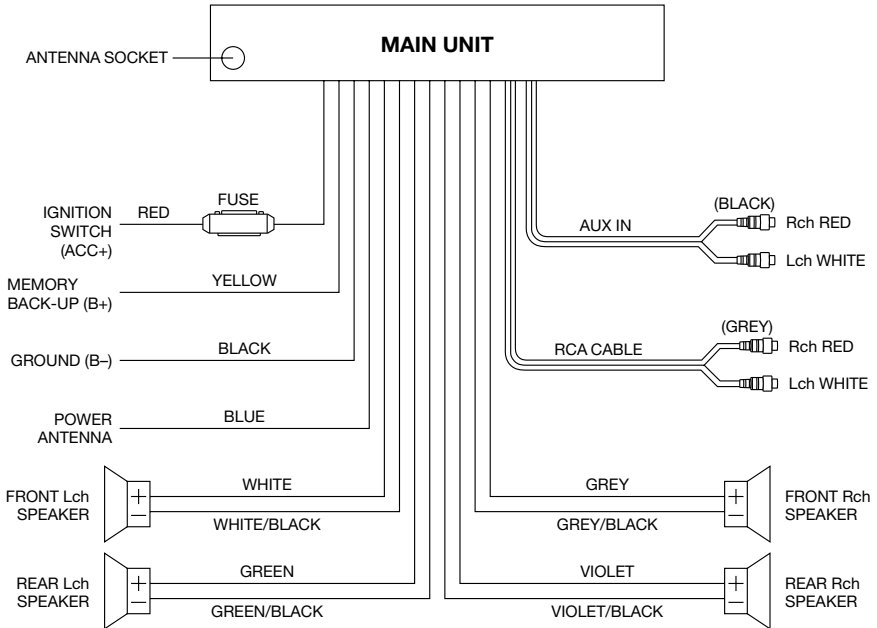 MAIN UNIT
ANTENNA SOCKET
IGNITION
SWITCH
(ACC+)
RED
FUSE
MEMORY
BACK-UP (B+)
YELLOW
GROUND (B–)
BLACK
POWER
ANTENNA
BLUE
FRONT Lch
SPEAKER
+
–
WHITE
WHITE/BLACK
REAR Lch
SPEAKER
+
–
GREEN
GREEN/BLACK
AUX IN
(BLACK)
Rch RED
Lch WHITE
RCA CABLE
(GREY)
Rch RED
Lch WHITE
GREY
GREY/BLACK
+
–
FRONT Rch
SPEAKER
VIOLET
VIOLET/BLACK
+
–
REAR Rch
SPEAKER